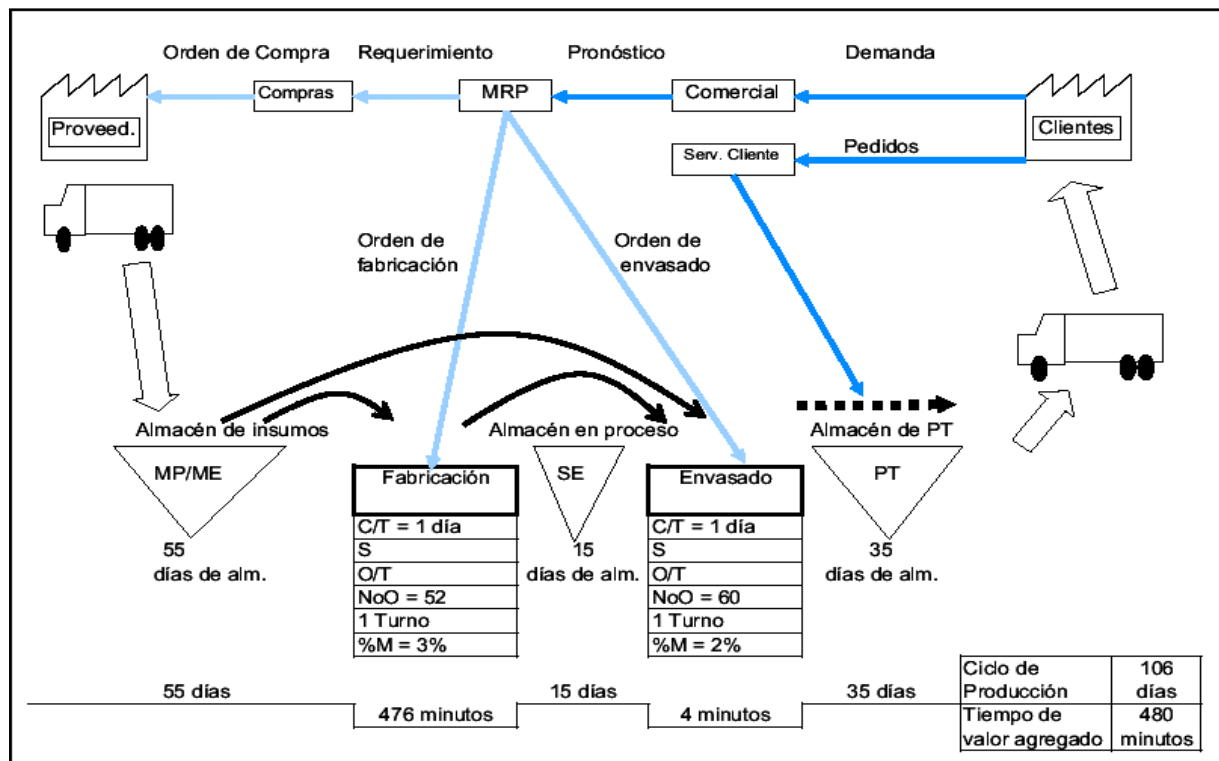 Orden de Compra
Requerimiento
Pronóstico
Demanda
Proveed.
Compras
MRP
Comercial
Clientes
Serv. Cliente
Pedidos
Orden de
fabricación
Orden de
envasado
Almacén de insumos
Almacén en proceso
Almacén de PT
MP/ME
Fabricación
SE
Envasado
PT
55
días de alm.
C/T = 1 día
S
O/T
NoO = 52
1 Turno
%M = 3%
15
días de alm.
C/T = 1 día
S
O/T
NoO = 60
1 Turno
%M = 2%
35
días de alm.
55 días
476 minutos
15 días
4 minutos
35 días
Ciclo de
Producción
106
días
Tiempo de
valor agregado
480
minutos